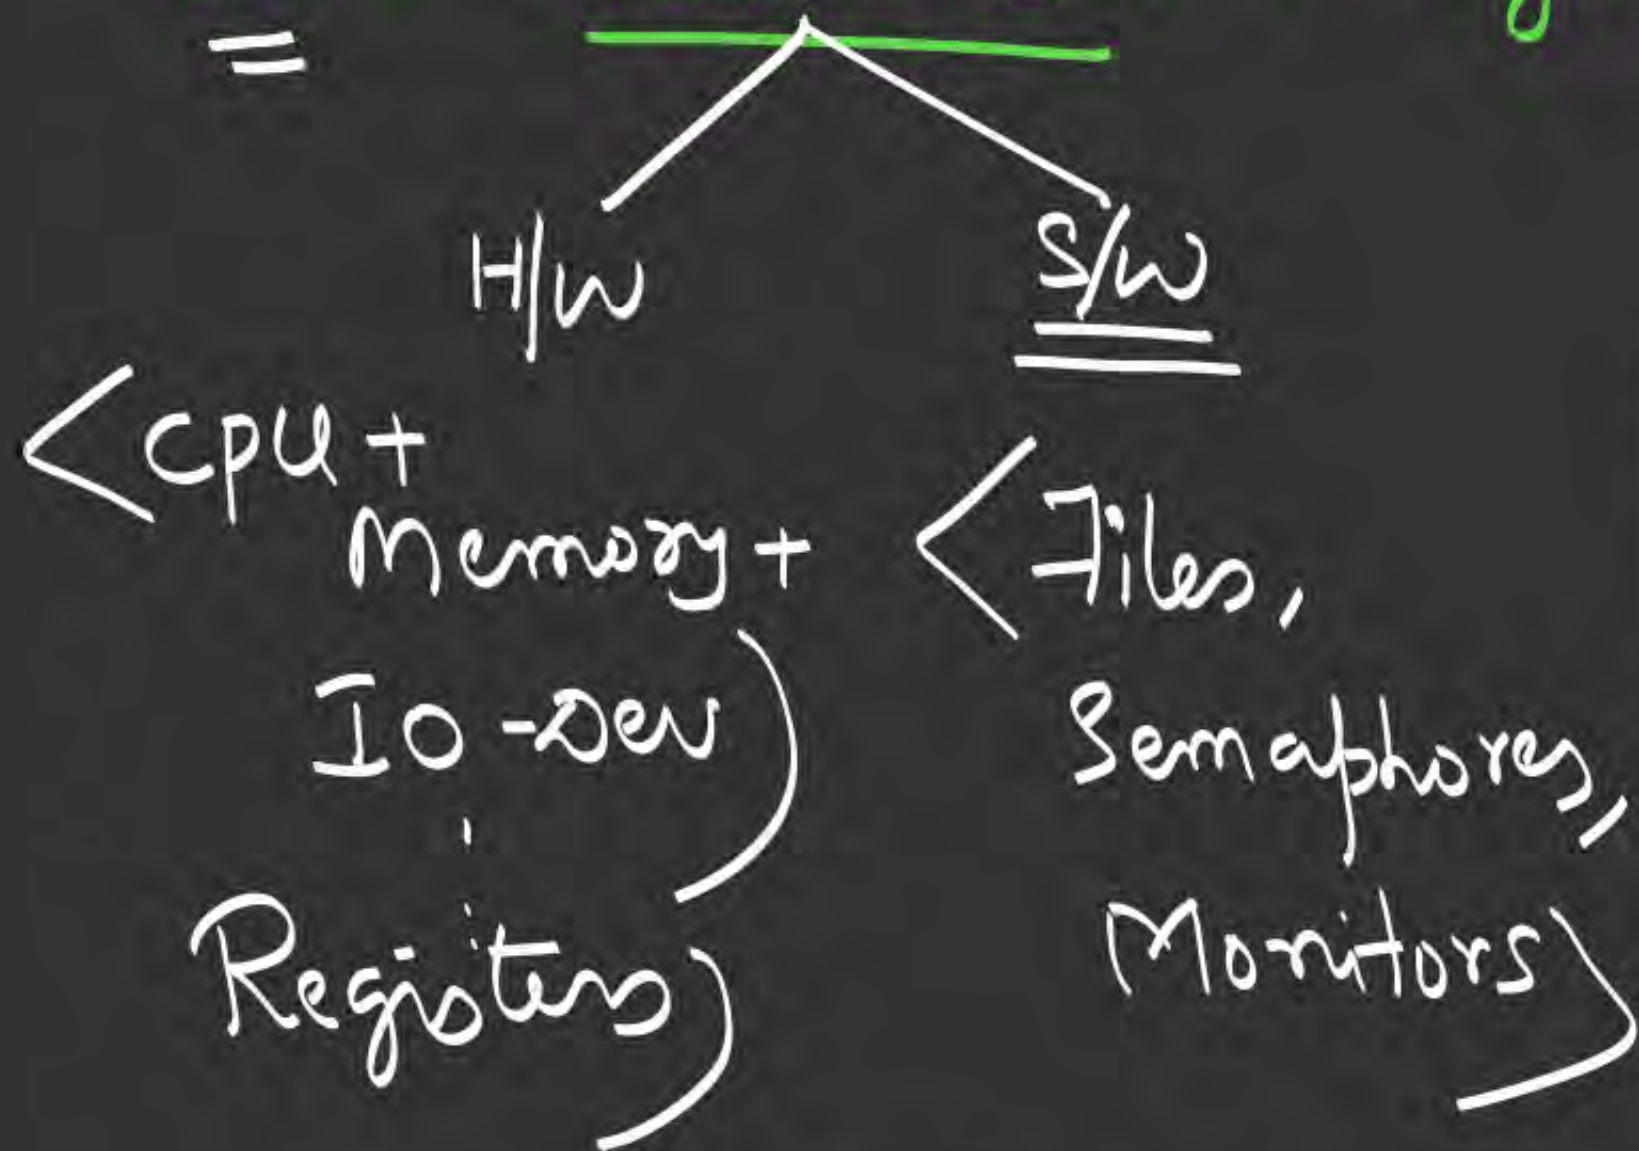 =
H/W S/W
<CPU + 
Memory + <Files,
IO-Dev Semaphores,
Registers) Monitors)